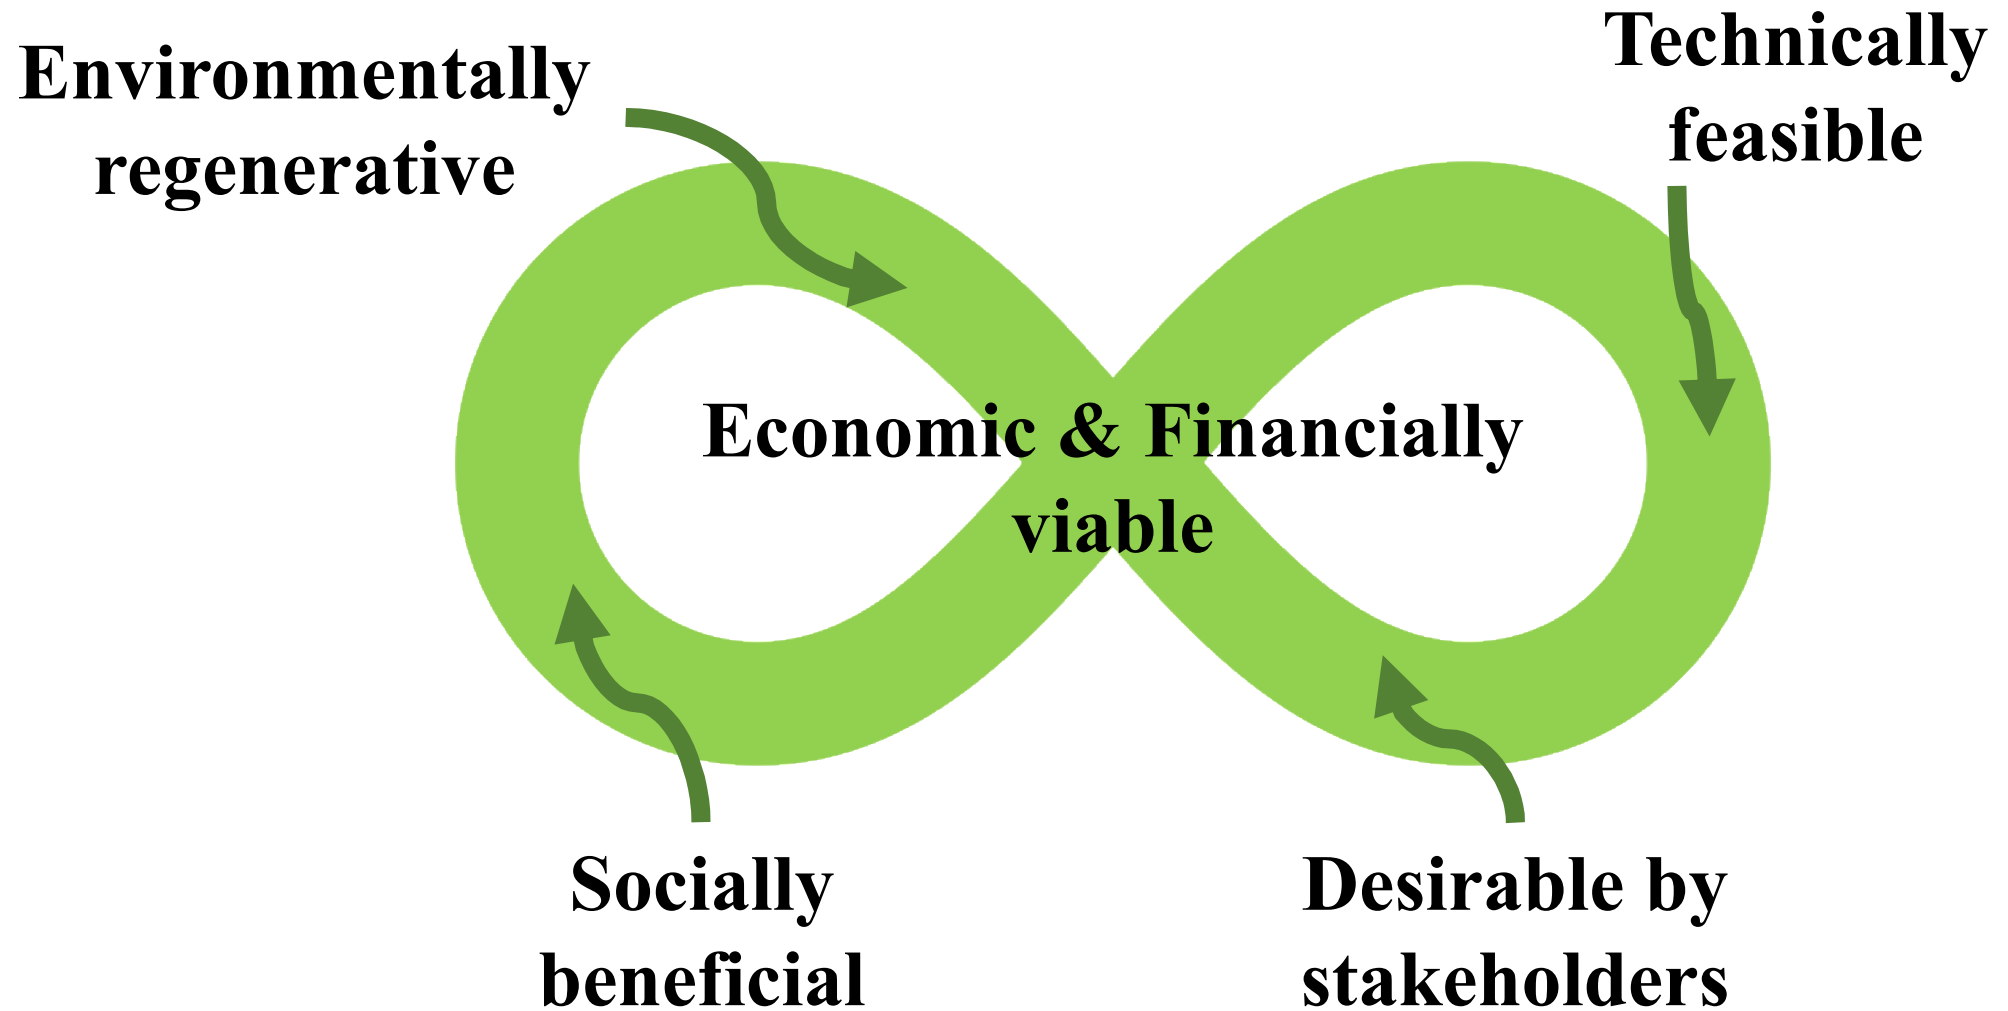 Environmentally
regenerative
Technically
feasible
Economic & Financially
viable
Socially
beneficial
Desirable by
stakeholders